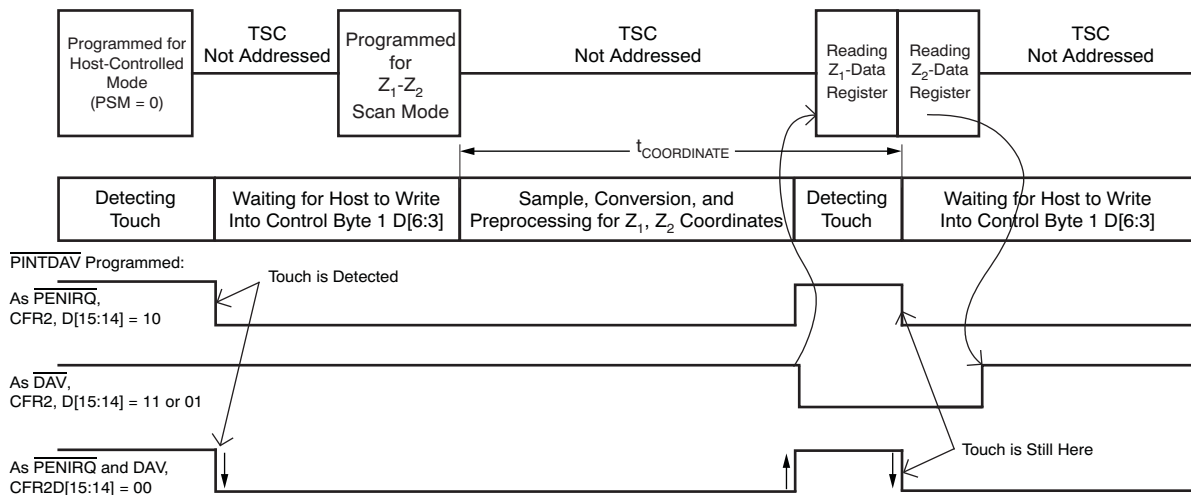 Programmed for
Host-Controlled
Mode
(PSM = 0)
TSC
Not Addressed
Programmed
for
Z1-Z2
Scan Mode
TSC
Not Addressed
Reading
Z1-Data
Register
Reading
Z2-Data
Register
TSC
Not Addressed
tCOORDINATE
Detecting
Touch
Waiting for Host to Write
Into Control Byte 1 D[6:3]
Sample, Conversion, and
Preprocessing for Z1, Z2 Coordinates
Detecting
Touch
Waiting for Host to Write
Into Control Byte 1 D[6:3]
PINTDAV Programmed:
Touch is Detected
As PENIRQ,
CFR2, D[15:14] = 10
As DAV,
CFR2, D[15:14] = 11 or 01
Touch is Still Here
As PENIRQ and DAV,
CFR2D[15:14] = 00